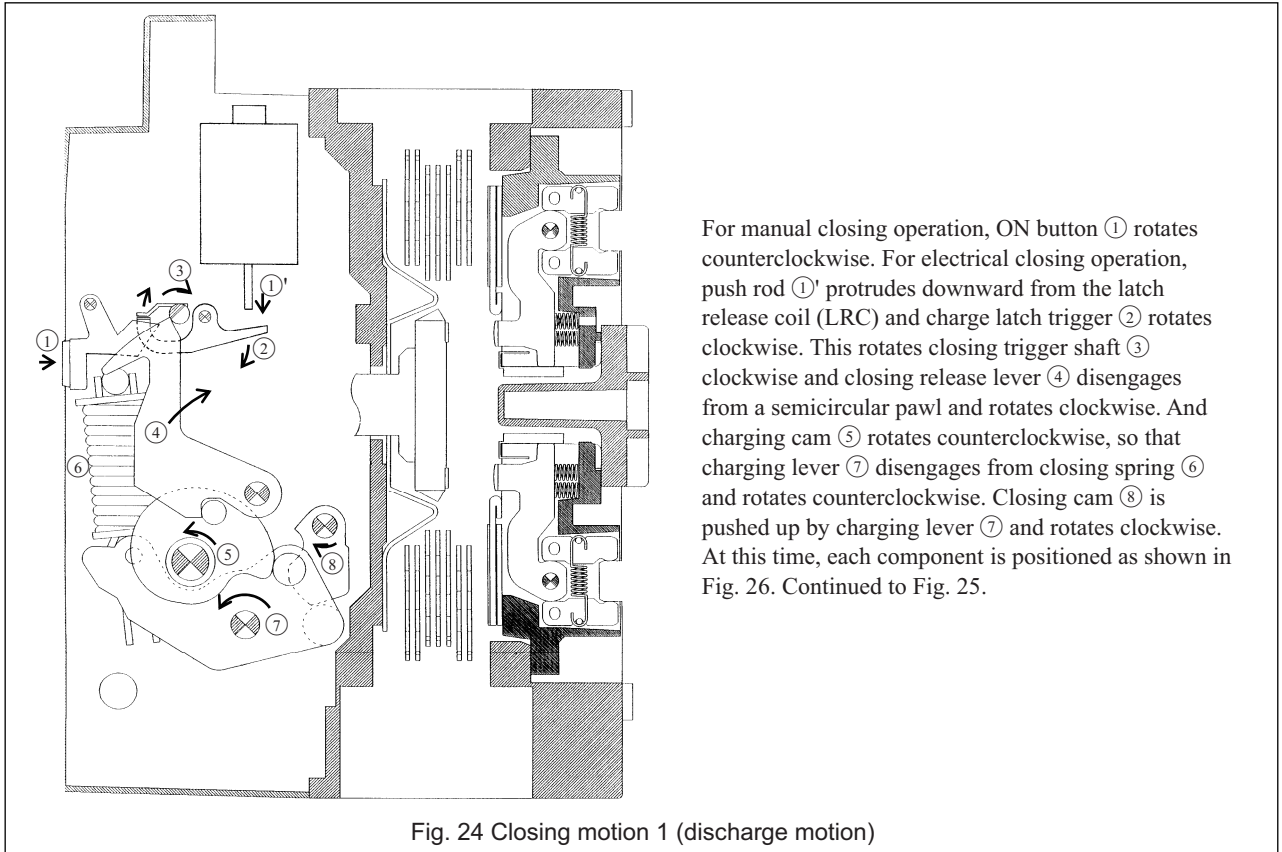 ①
①'
②
③
④
⑤
⑥
⑦
⑧
For manual closing operation, ON button ① rotates
counterclockwise. For electrical closing operation,
push rod ①' protrudes downward from the latch
release coil (LRC) and charge latch trigger ② rotates
clockwise. This rotates closing trigger shaft ③
clockwise and closing release lever ④ disengages
from a semicircular pawl and rotates clockwise. And
charging cam ⑤ rotates counterclockwise, so that
charging lever ⑦ disengages from closing spring ⑥
and rotates counterclockwise. Closing cam ⑧ is
pushed up by charging lever ⑦ and rotates clockwise.
At this time, each component is positioned as shown in
Fig. 26. Continued to Fig. 25.
Fig. 24 Closing motion 1 (discharge motion)